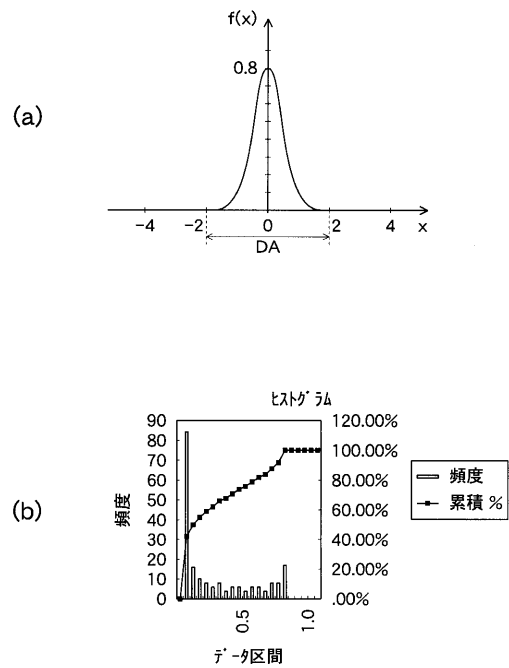 (a)
f(x)
0.8
-4 -2 0 2 4 x
DA
(b)
ﾋｽﾄｸﾞﾗﾑ
90 120.00%
80 100.00%
70 80.00%
60 60.00%
50 40.00%
40 20.00%
30 .00%
20
10
0
頻度
0.5 1.0
ﾃﾞｰﾀ区間
頻度
累積 %